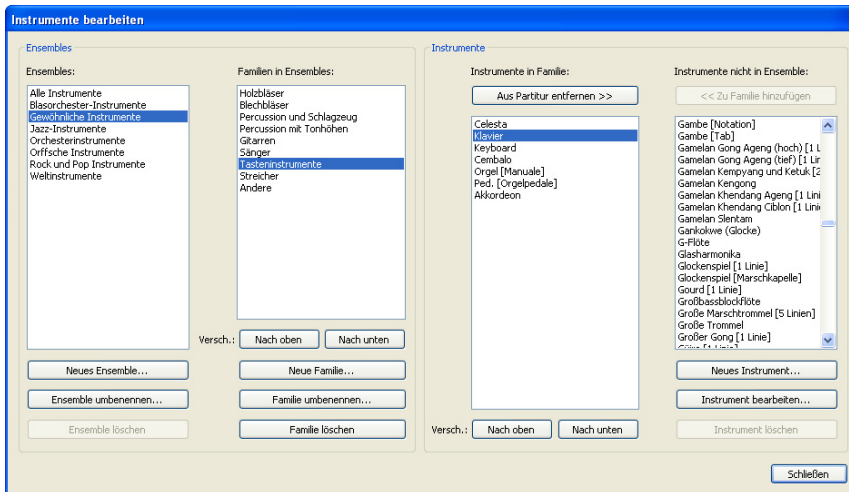 Instrumente bearbeiten
Ensembles
Ensembles:
Alle Instrumente
Blasorchester-Instrumente
Gewöhnliche Instrumente
Jazz-Instrumente
Orchesterinstrumente
Orffsche Instrumente
Rock und Pop Instrumente
Weltinstrumente
Neues Ensemble...
Ensemble umbenennen...
Ensemble löschen
Familien in Ensembles:
Holzbläser
Blechbläser
Percussion und Schlagzeug
Percussion mit Tonhöhen
Gitarren
Sänger
Tasteninstrumente
Streicher
Andere
Versch.: Nach oben Nach unten
Neue Familie...
Familie umbenennen...
Familie löschen
Instrumente
Instrumente in Familie:
Aus Partitur entfernen >>
Celesta
Klavier
Keyboard
Cembalo
Orgel [Manuale]
Ped. [Orgelpedale]
Akkordeon
Versch.: Nach oben Nach unten
Instrumente nicht in Ensemble:
<< Zu Familie hinzufügen
Gambe [Notation]
Gambe [Tab]
Gamelan Gong Ageng (hoch) [1 L
Gamelan Gong Ageng (tief) [1 Lir
Gamelan Kempyang und Ketuk [2
Gamelan Kengong
Gamelan Khendang Ageng [1 Lini
Gamelan Khendang Ciblon [1 Linie
Gamelan Slentam
Gankokwe (Glocke)
G-Flöte
Glasharmonika
Glockenspiel [1 Linie]
Glockenspiel [Marschkapelle]
Gourd [1 Linie]
Großbassblockflöte
Große Marschtrommel [5 Linien]
Große Trommel
Großer Gong [1 Linie]
Neues Instrument...
Instrument bearbeiten...
Instrument löschen
Schließen